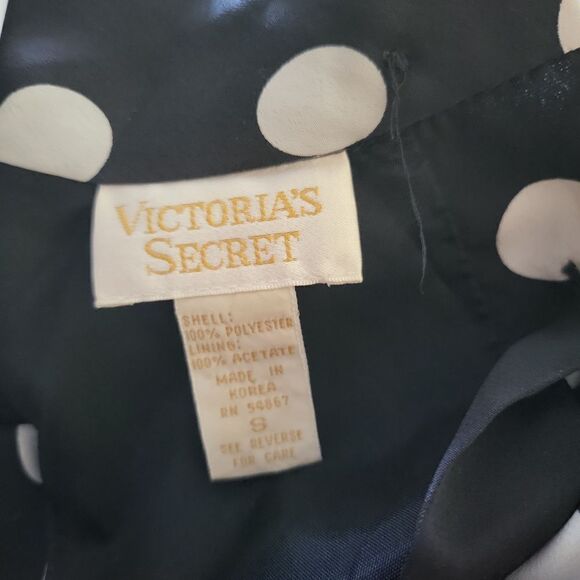 VICTORIA'S
SECRET
SHELL:
100% POLYESTER
LINING:
100% ACETATE
MADE IN
KOREA
RN 54867
S
SEE REVERSE
FOR CARE